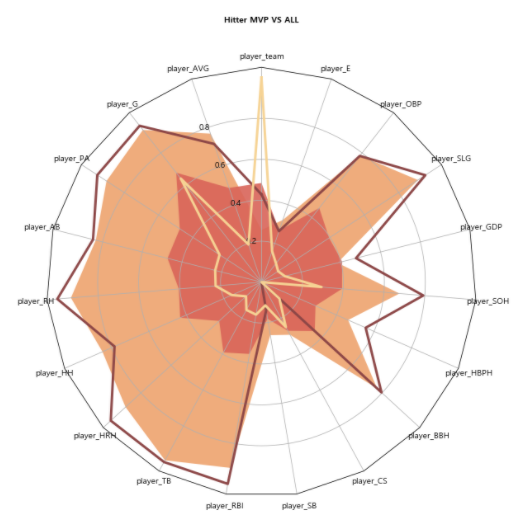 Hitter MVP VS ALL
player_team
player_AVG
player_E
player_G
player_OBP
0.8
player_PA
0.6
player_SLG
0.4
player_AB
player_GDP
player_RH
player_SOH
player_HH
player_HBPH
player_HRH
player_BBH
player_TB
player_CS
player_RBI
player_SB